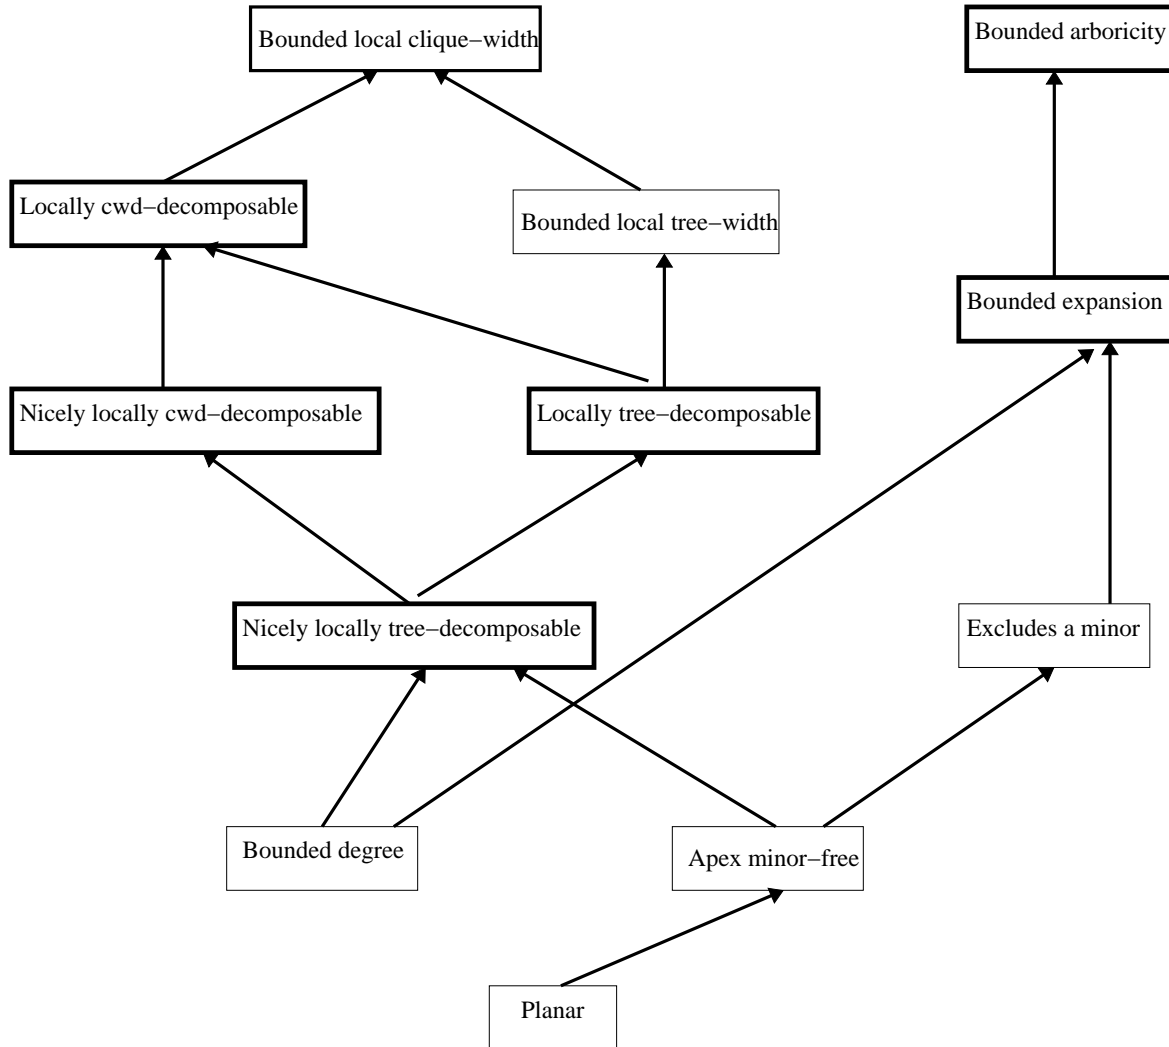 Bounded local clique−width
Bounded arboricity
Locally cwd−decomposable
Bounded local tree−width
Bounded expansion
Nicely locally cwd−decomposable
Locally tree−decomposable
Nicely locally tree−decomposable
Excludes a minor
Bounded degree
Apex minor−free
Planar